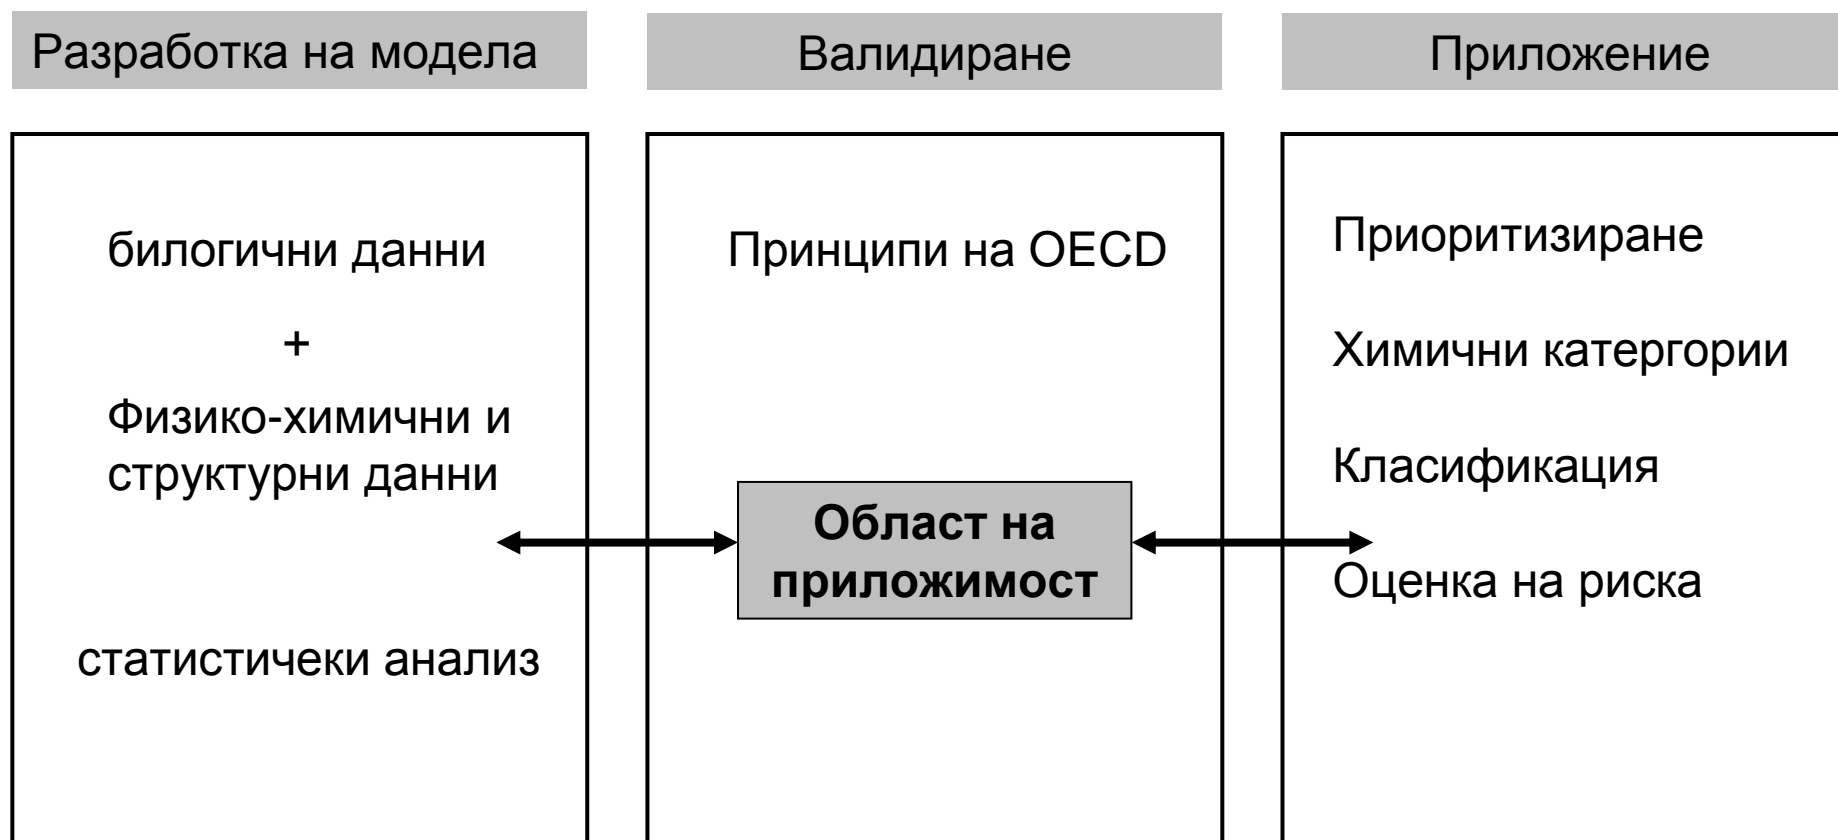 Разработка на модела
Валидиране
Приложение
билогични данни
+
Физико-химични и
структурни данни
статистичеки анализ
Принципи на OECD
Област на
приложимост
Приоритизиране
Химични катергории
Класификация
Оценка на риска